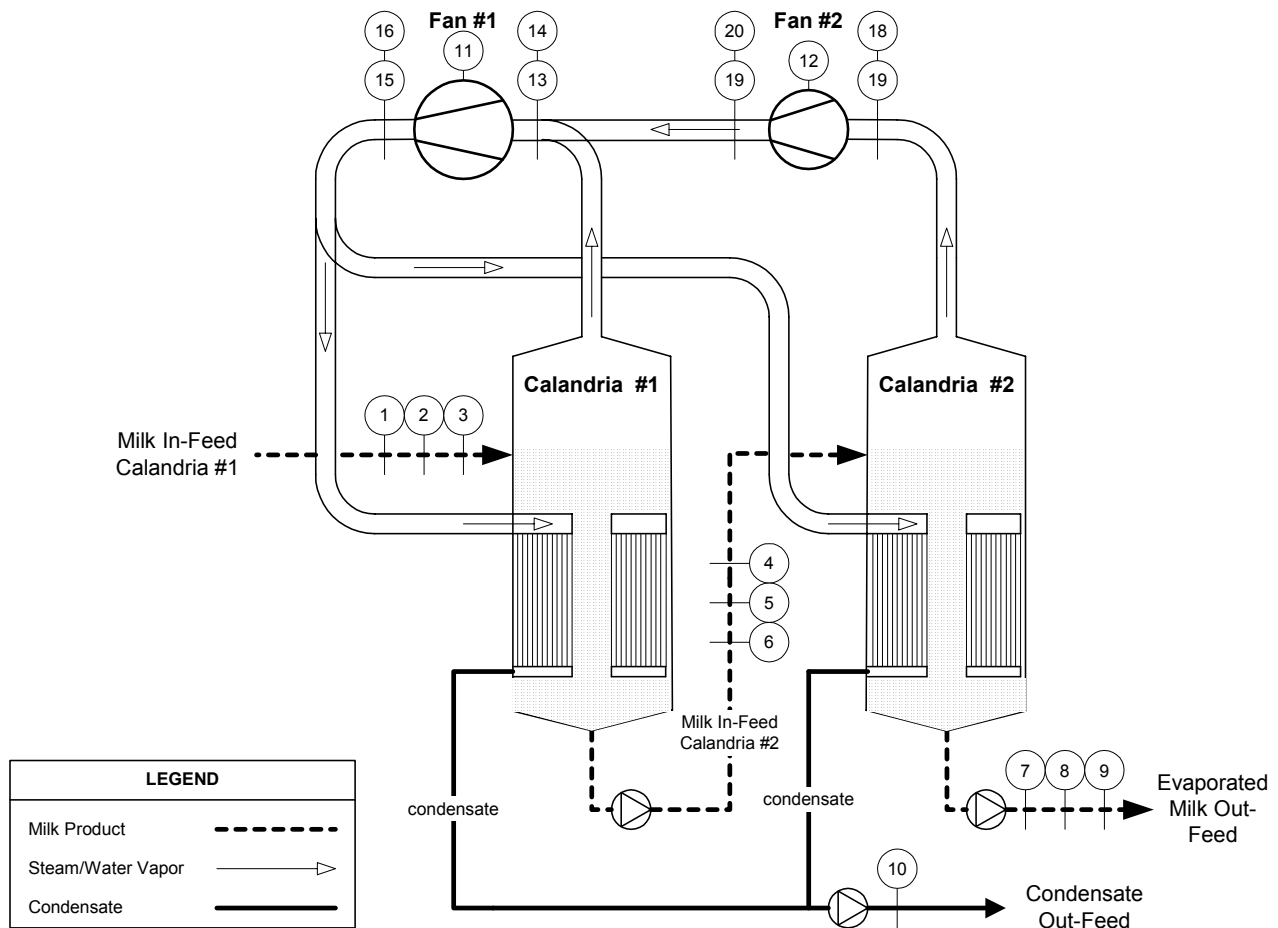 Fan #1
Fan #2
16
14
20
18
11
12
15
13
19
19
Calandria #1
Calandria #2
1
2
3
Milk In-Feed
Calandria #1
4
5
6
Milk In-Feed
Calandria #2
LEGEND
Milk Product
Steam/Water Vapor
Condensate
condensate
condensate
7
8
9
Evaporated
Milk Out-
Feed
10
Condensate
Out-Feed